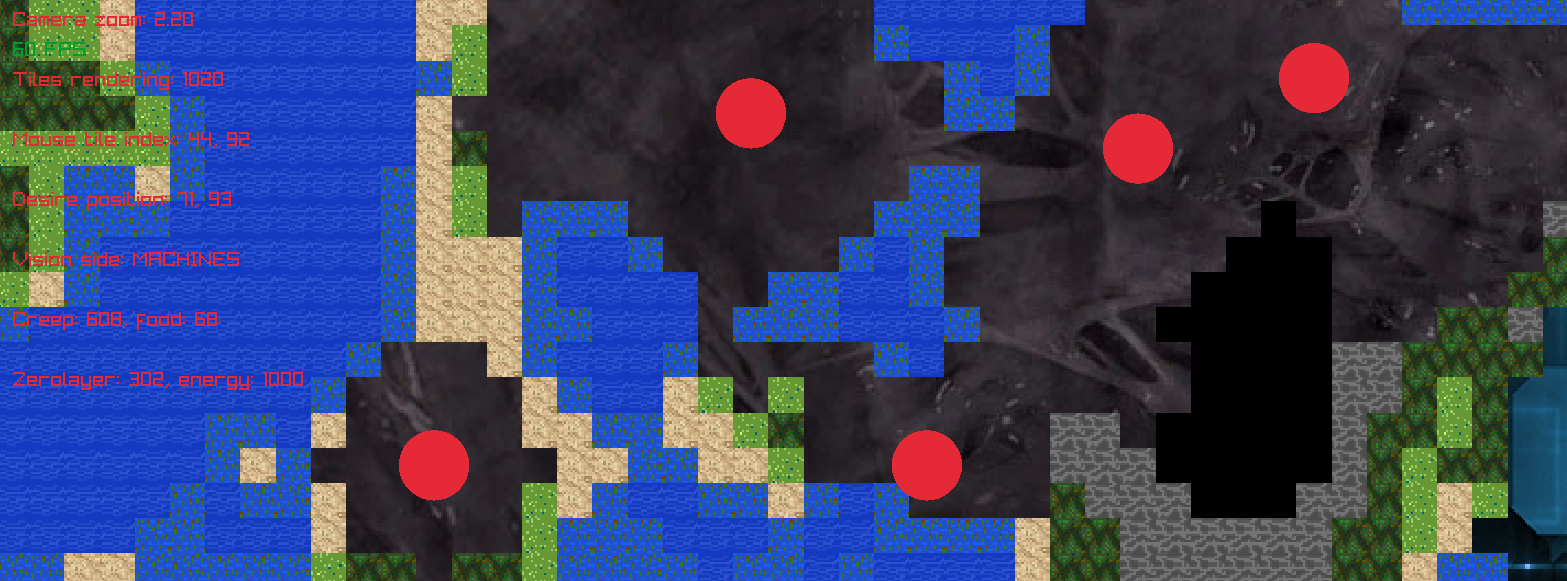 Camera zoom: 2.20
60 FPS
Tiles rendering: 1020
Mouse tile index: 44, 92
Desire position: 71, 93
Vision side: MACHINES
Creep: 608, food: 68
Zerolayer: 302, energy: 1000